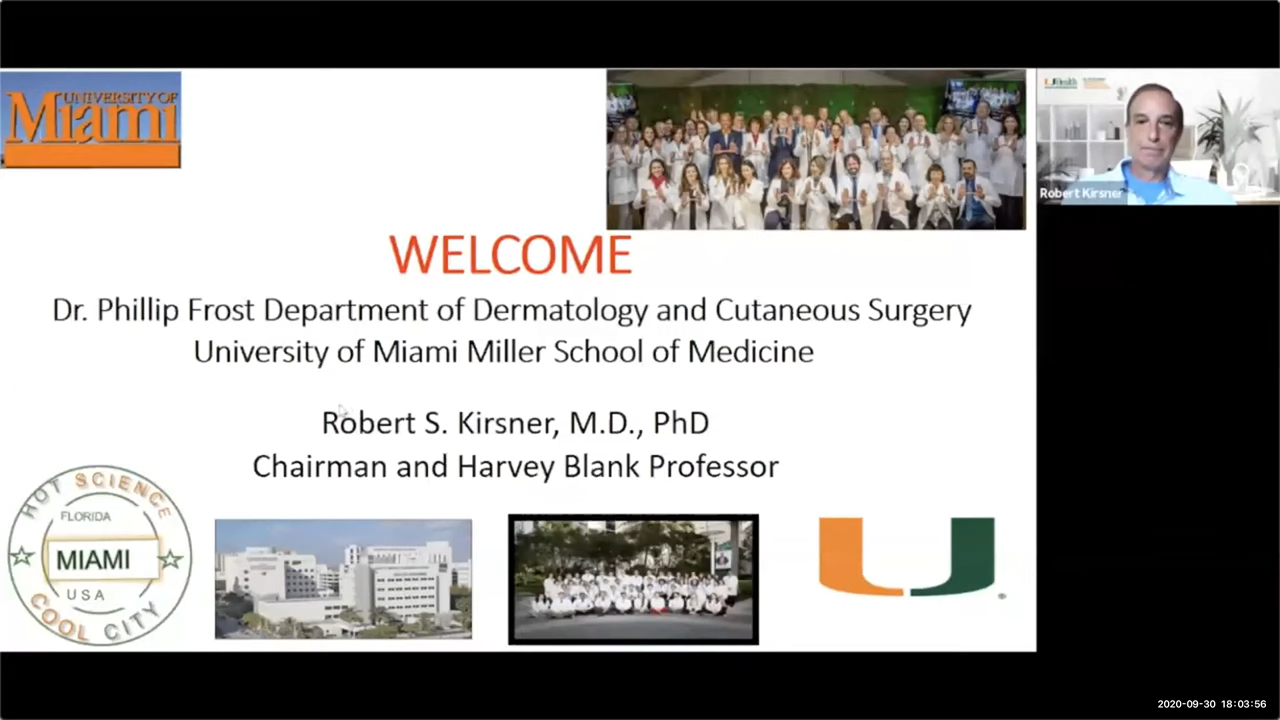 UNIVERSITY OF
Miami
UHealth
Robert Kirsner
WELCOME
Dr. Phillip Frost Department of Dermatology and Cutaneous Surgery
University of Miami Miller School of Medicine
Robert S. Kirsner, M.D., PhD
Chairman and Harvey Blank Professor
HOT SCIENCE
FLORIDA
MIAMI
USA
COOL CITY
®
2020-09-30 18:03:56